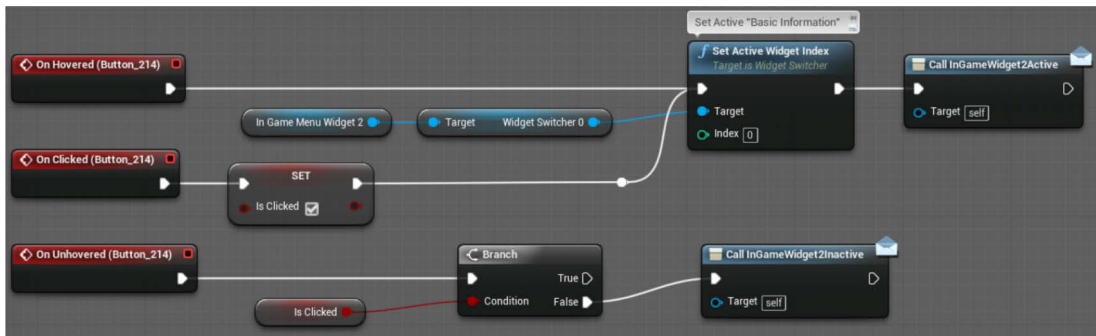 Set Active "Basic Information"
On Hovered (Button_214)
Set Active Widget Index
Target is Widget Switcher
Call InGameWidget2Active
In Game Menu Widget 2
Target
Widget Switcher 0
Target
Index 0
Target self
On Clicked (Button_214)
SET
Is Clicked
On Unhovered (Button_214)
Branch
True
Condition
False
Call InGameWidget2Inactive
Target self
Is Clicked